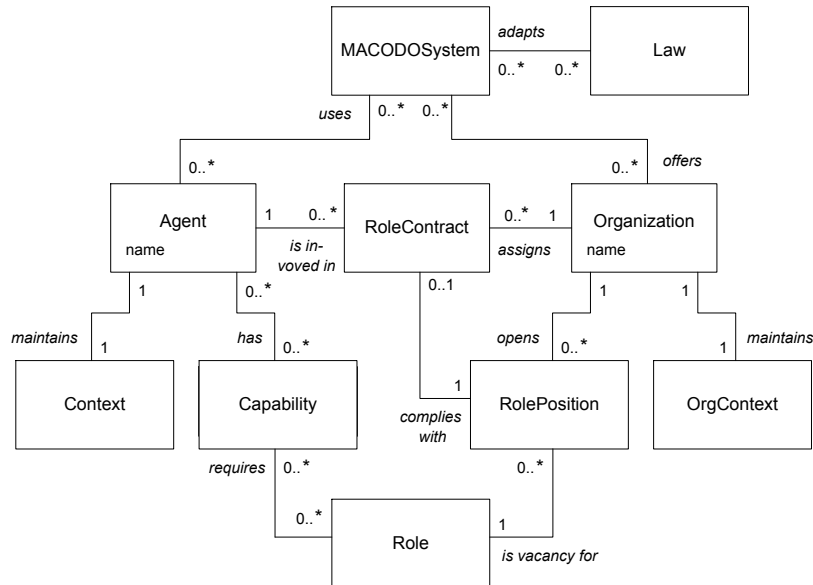 adapts
MACODOSystem
Law
0..* 0..*
uses
0..* 0..*
0..*
0..*
offers
Agent
name
1
0..*
is in-
voved in
RoleContract
0..*
1
assigns
Organization
name
1
0..*
0..1
1
1
maintains
1
has
0..*
opens
0..*
1
maintains
Context
Capability
1
complies
with
RolePosition
OrgContext
requires
0..*
0..*
0..*
Role
1
is vacancy for